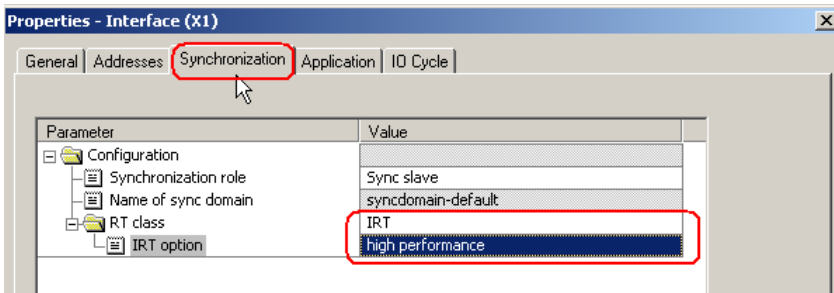 Properties - Interface (X1)
General Addresses Synchronization Application IO Cycle
Parameter Value
Configuration
Synchronization role Sync slave
Name of sync domain syncdomain-default
RT class IRT
IRT option high performance